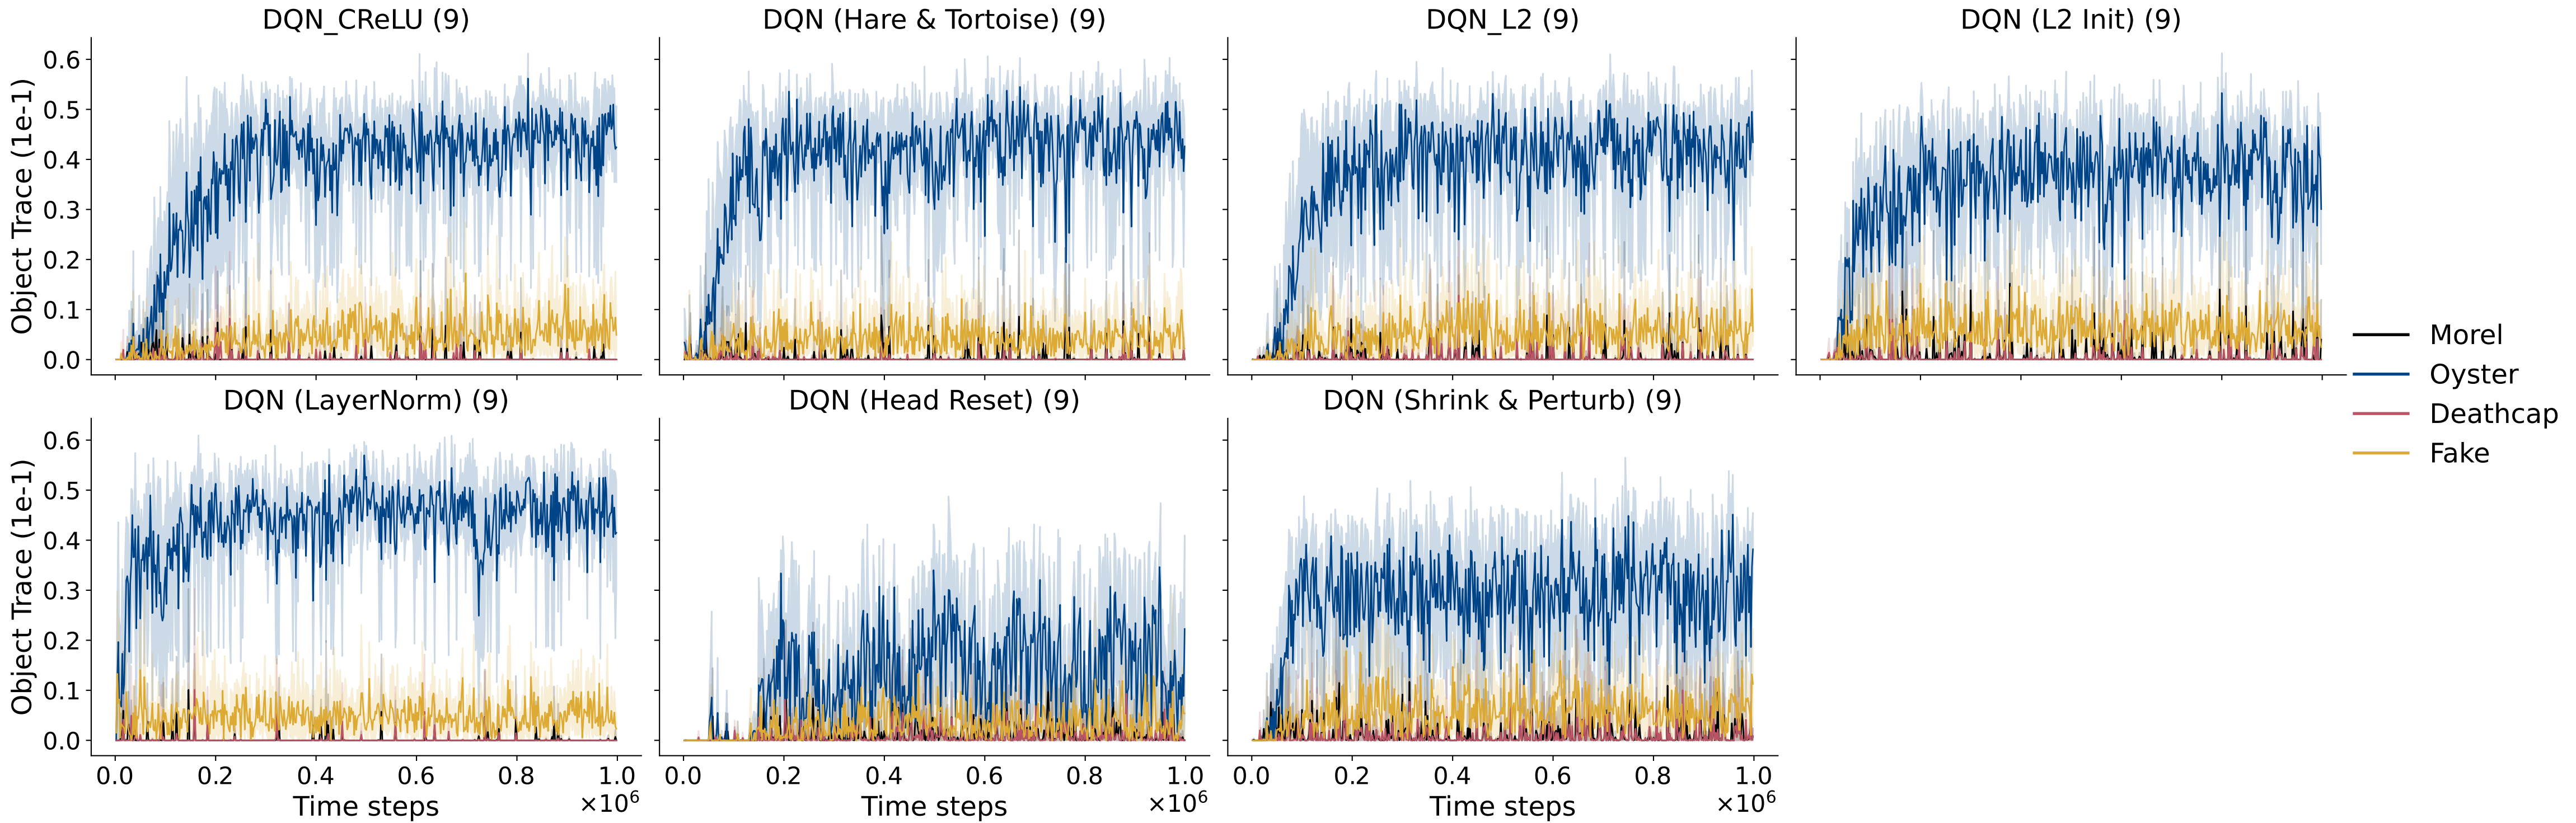 DQN_CReLU (9)
DQN (Hare & Tortoise) (9)
DQN_L2 (9)
DQN (L2 Init) (9)
Object Trace (1e-1)
0.6
0.5
0.4
0.3
0.2
0.1
0.0
Morel
Oyster
Deathcap
Fake
DQN (LayerNorm) (9)
DQN (Head Reset) (9)
DQN (Shrink & Perturb) (9)
Object Trace (1e-1)
0.6
0.5
0.4
0.3
0.2
0.1
0.0
0.0 0.2 0.4 0.6 0.8 1.0
Time steps ×10⁶
0.0 0.2 0.4 0.6 0.8 1.0
Time steps ×10⁶
0.0 0.2 0.4 0.6 0.8 1.0
Time steps ×10⁶